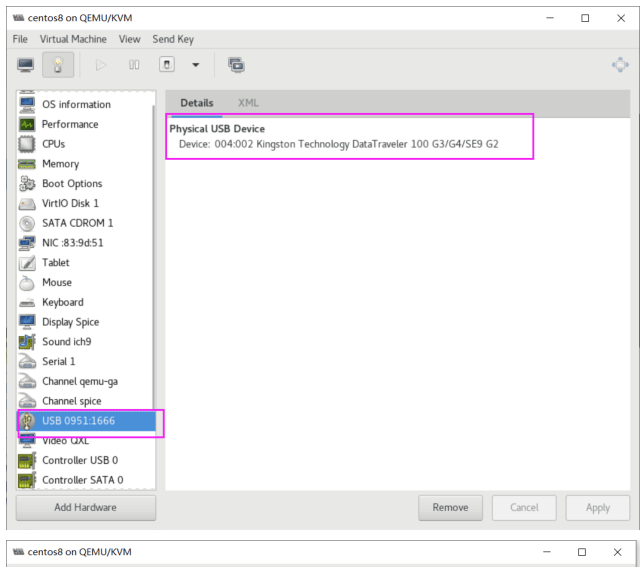 centos8 on QEMU/KVM
File Virtual Machine View Send Key
Details XML
OS information
Performance
CPUs
Memory
Boot Options
VirtIO Disk 1
SATA CDROM 1
NIC :83:9d:51
Tablet
Mouse
Keyboard
Display Spice
Sound ich9
Serial 1
Channel qemu-ga
Channel spice
USB 0951:1666
Video QXL
Controller USB 0
Controller SATA 0
Add Hardware
Physical USB Device
Device: 004:002 Kingston Technology DataTraveler 100 G3/G4/SE9 G2
Remove Cancel Apply
centos8 on QEMU/KVM